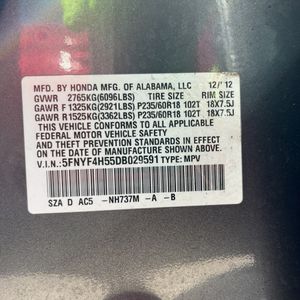 MFD. BY HONDA MFG. OF ALABAMA, LLC 12/'12
GVWR 2765KG(6096LBS) TIRE SIZE RIM SIZE
GAWR F 1325KG(2921LBS) P235/60R18 102T 18X7.5J
GAWR R 1525KG(3362LBS) P235/60R18 102T 18X7.5J
THIS VEHICLE CONFORMS TO ALL APPLICABLE
FEDERAL MOTOR VEHICLE SAFETY STANDARDS
IN EFFECT ON THE DATE OF MANUFACTURE SHOWN ABOVE.
V.I.N.:5FNYF4H55DB029591 TYPE: MPV
SZA D AC5 -NH737M -A -B